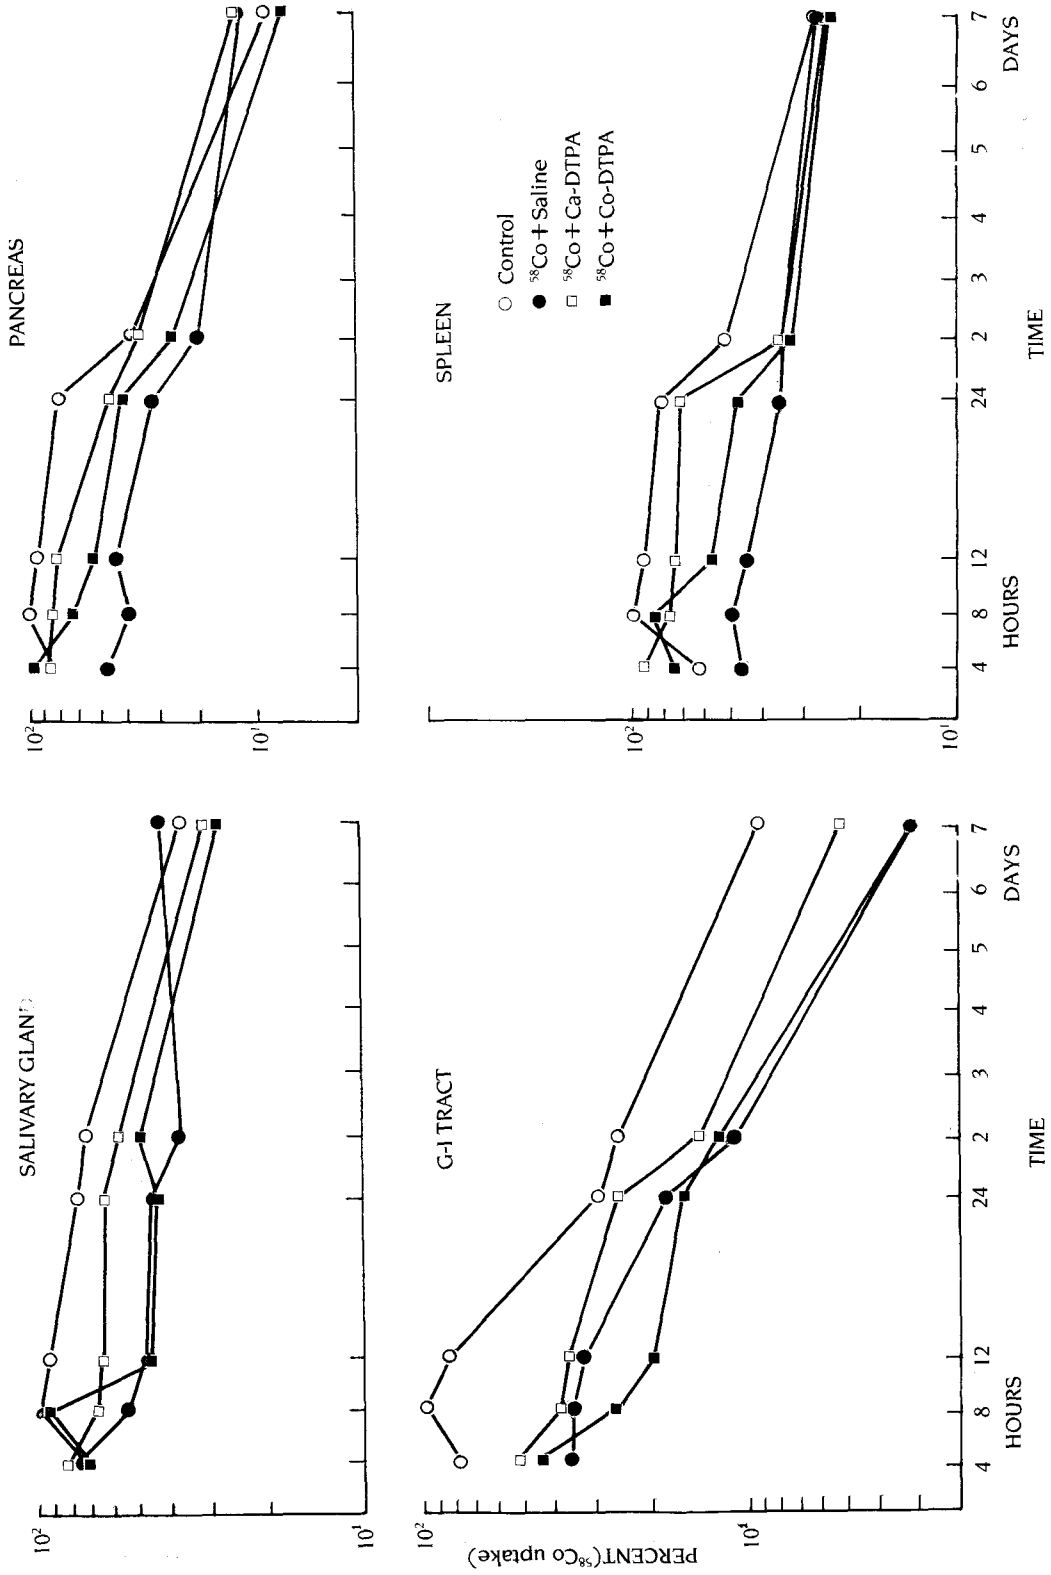 SALIVARY GLAND
10²
10¹
PANCREAS
10²
10¹
G-I TRACT
PERCENT(⁵⁸Co uptake)
10²
10¹
4 8 12 24 2 3 4 5 6 7
HOURS DAYS
TIME
SPLEEN
○ Control
● ⁵⁸Co+Saline
□ ⁵⁸Co+Ca-DTPA
■ ⁵⁸Co+Co-DTPA
10²
10¹
4 8 12 24 2 3 4 5 6 7
HOURS DAYS
TIME